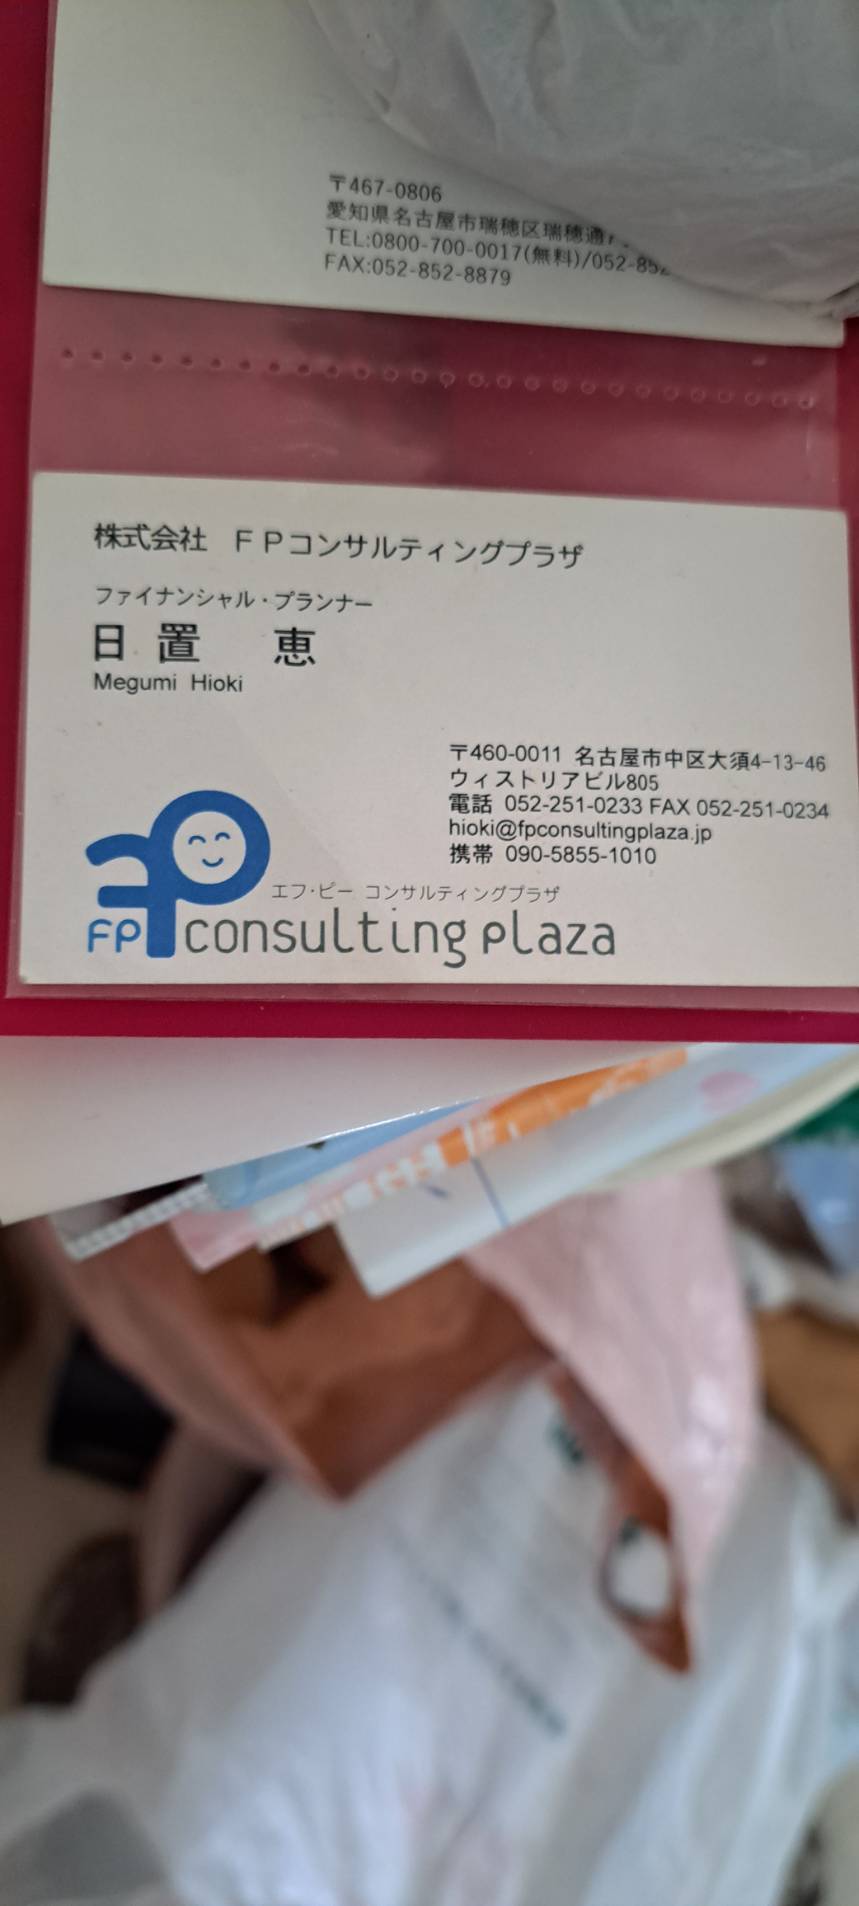 〒467-0806
愛知県名古屋市瑞穂区瑞穂通
TEL:0800-700-0017(無料)/052-852
FAX:052-852-8879
株式会社 ＦＰコンサルティングプラザ
ファイナンシャル・プランナー
日置 恵
Megumi Hioki
〒460-0011 名古屋市中区大須4-13-46
ウィストリアビル805
電話 052-251-0233 FAX 052-251-0234
hioki@fpconsultingplaza.jp
携帯 090-5855-1010
エフ・ピー コンサルティングプラザ
FP consulting plaza